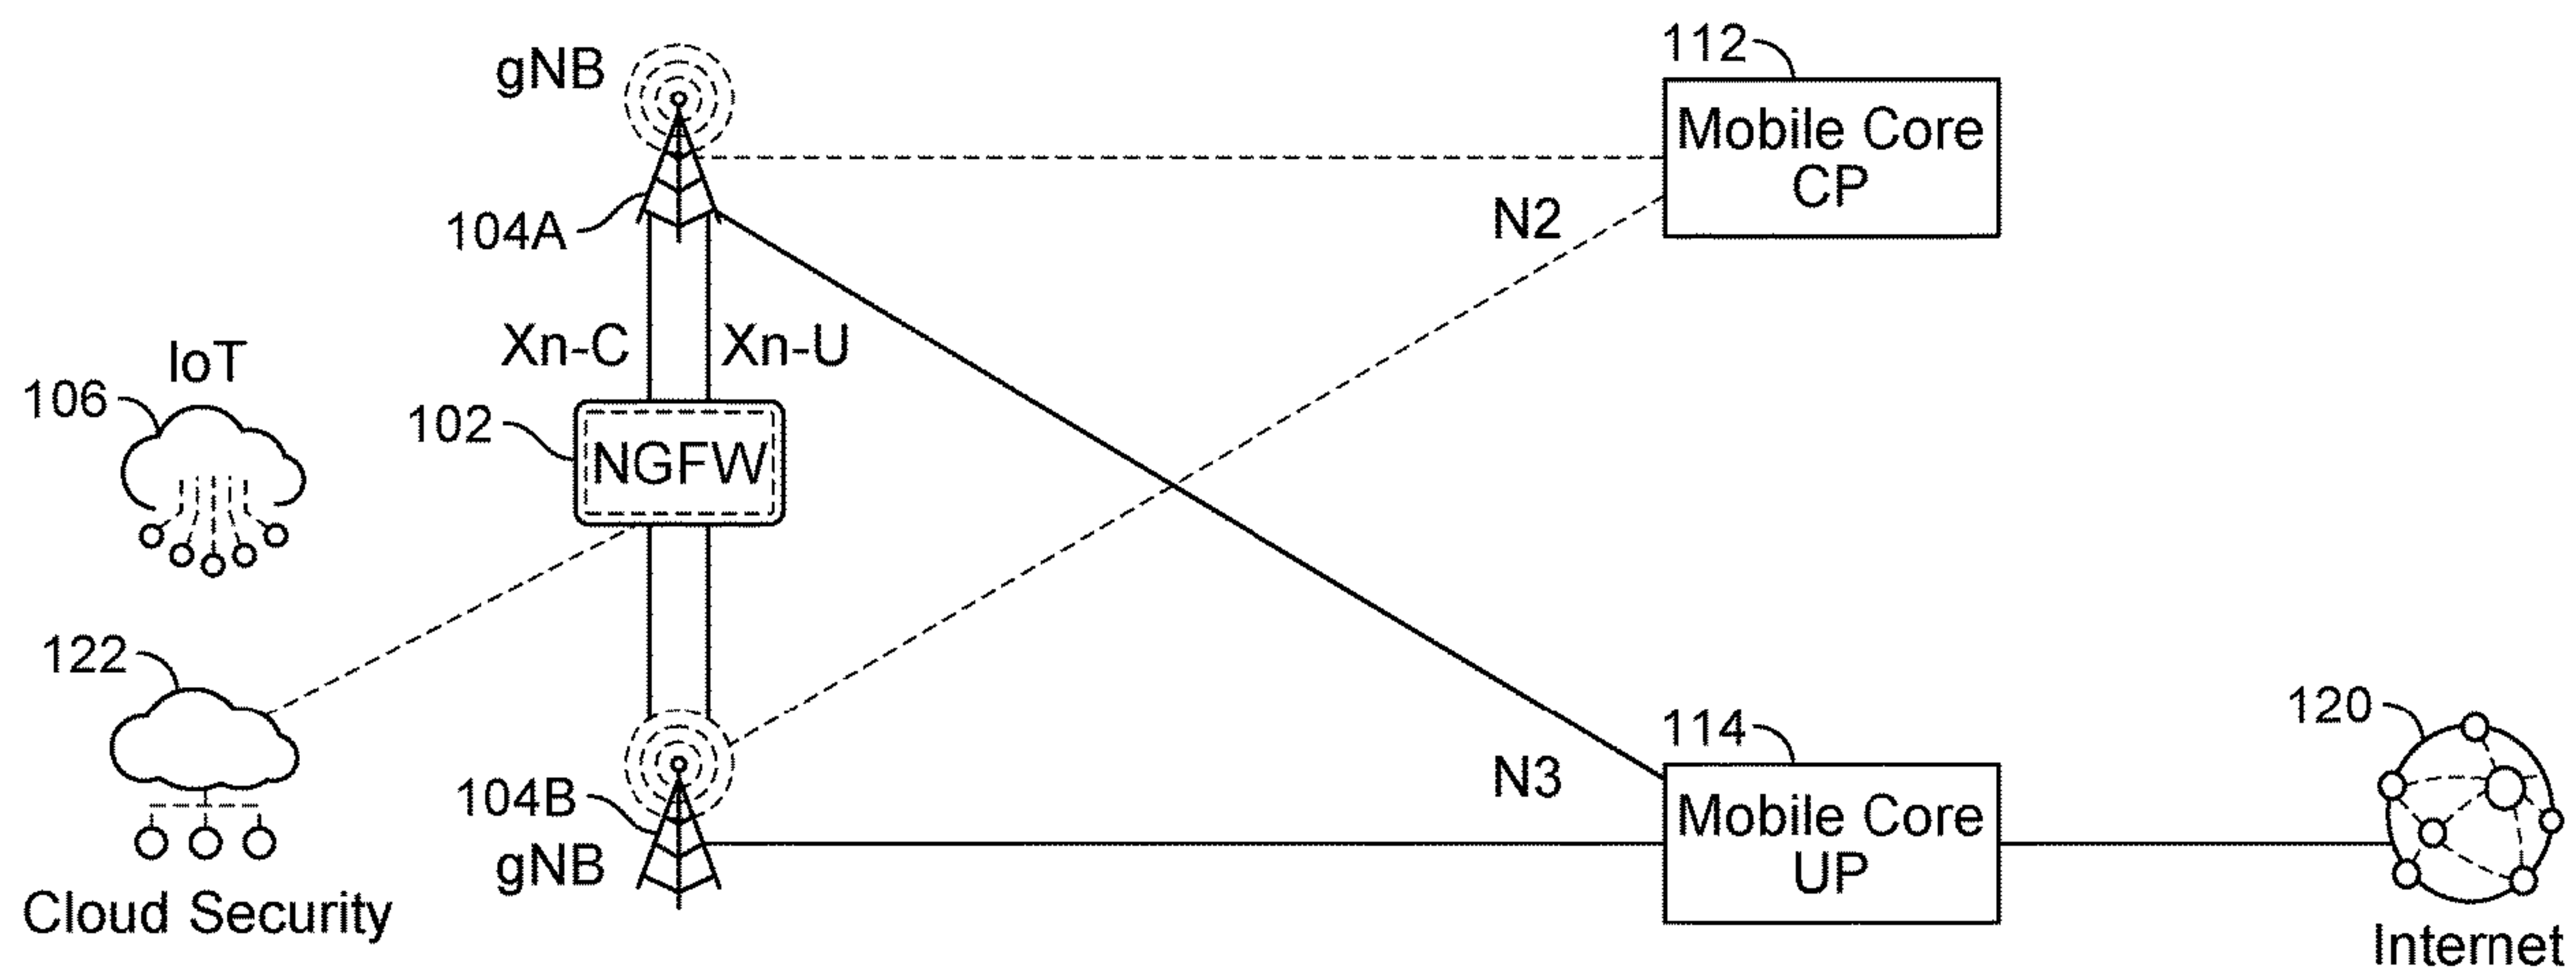 gNB
112
Mobile Core
CP
104A
N2
Xn-C
Xn-U
IoT
106
102
NGFW
122
Cloud Security
104B
gNB
N3
114
Mobile Core
UP
120
Internet